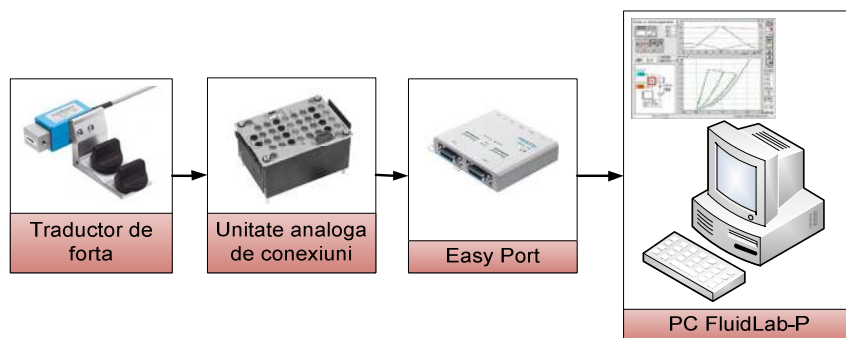 Traductor de
forta
Unitate analoga
de conexiuni
Easy Port
PC FluidLab-P